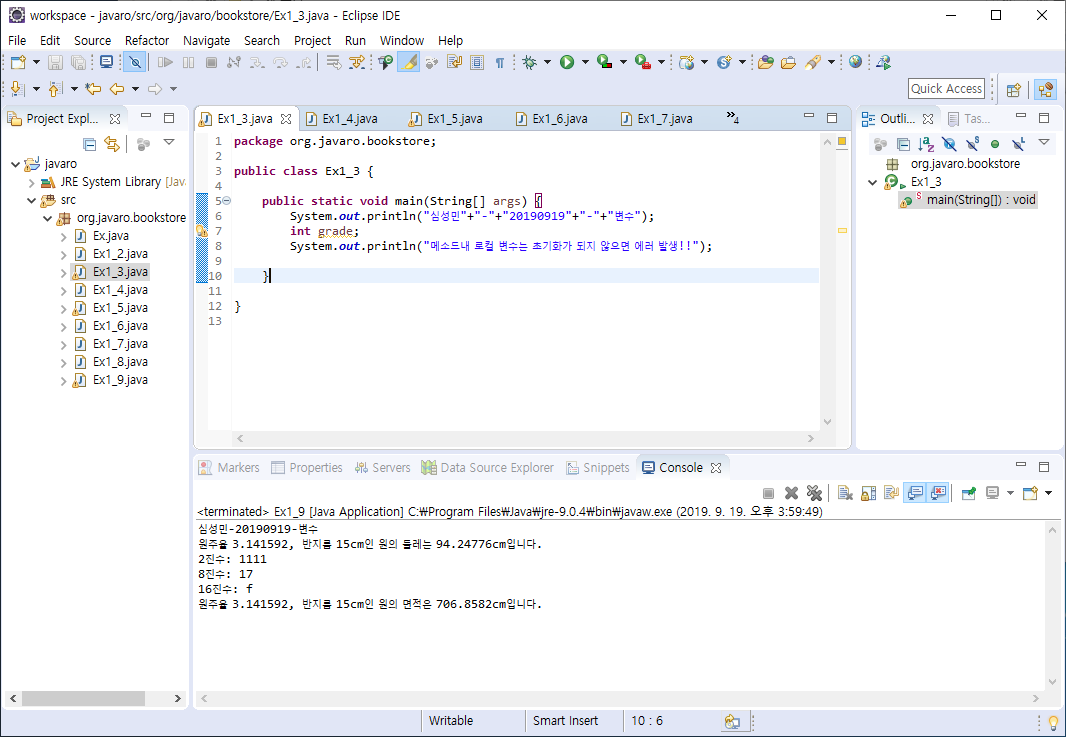 workspace - javaro/src/org/javaro/bookstore/Ex1_3.java - Eclipse IDE
File Edit Source Refactor Navigate Search Project Run Window Help
Quick Access
Project Expl...
javaro
JRE System Library [Jav
src
org.javaro.bookstore
Ex.java
Ex1_2.java
Ex1_3.java
Ex1_4.java
Ex1_5.java
Ex1_6.java
Ex1_7.java
Ex1_8.java
Ex1_9.java
Ex1_3.java Ex1_4.java Ex1_5.java Ex1_6.java Ex1_7.java »4
1 package org.javaro.bookstore;
2
3 public class Ex1_3 {
4
5 public static void main(String[] args) {
6 System.out.println("심성민"+"-"+"20190919"+"-"+"변수");
7 int grade;
8 System.out.println("메소드내 로컬 변수는 초기화가 되지 않으면 에러 발생!!");
9
10 }
11
12 }
13
Outli... Tas...
org.javaro.bookstore
Ex1_3
main(String[]) : void
Markers Properties Servers Data Source Explorer Snippets Console
<terminated> Ex1_9 [Java Application] C:₩Program Files₩Java₩jre-9.0.4₩bin₩javaw.exe (2019. 9. 19. 오후 3:59:49)
심성민-20190919-변수
원주율 3.141592, 반지름 15cm인 원의 둘레는 94.24776cm입니다.
2진수: 1111
8진수: 17
16진수: f
원주율 3.141592, 반지름 15cm인 원의 면적은 706.8582cm입니다.
Writable Smart Insert 10 : 6